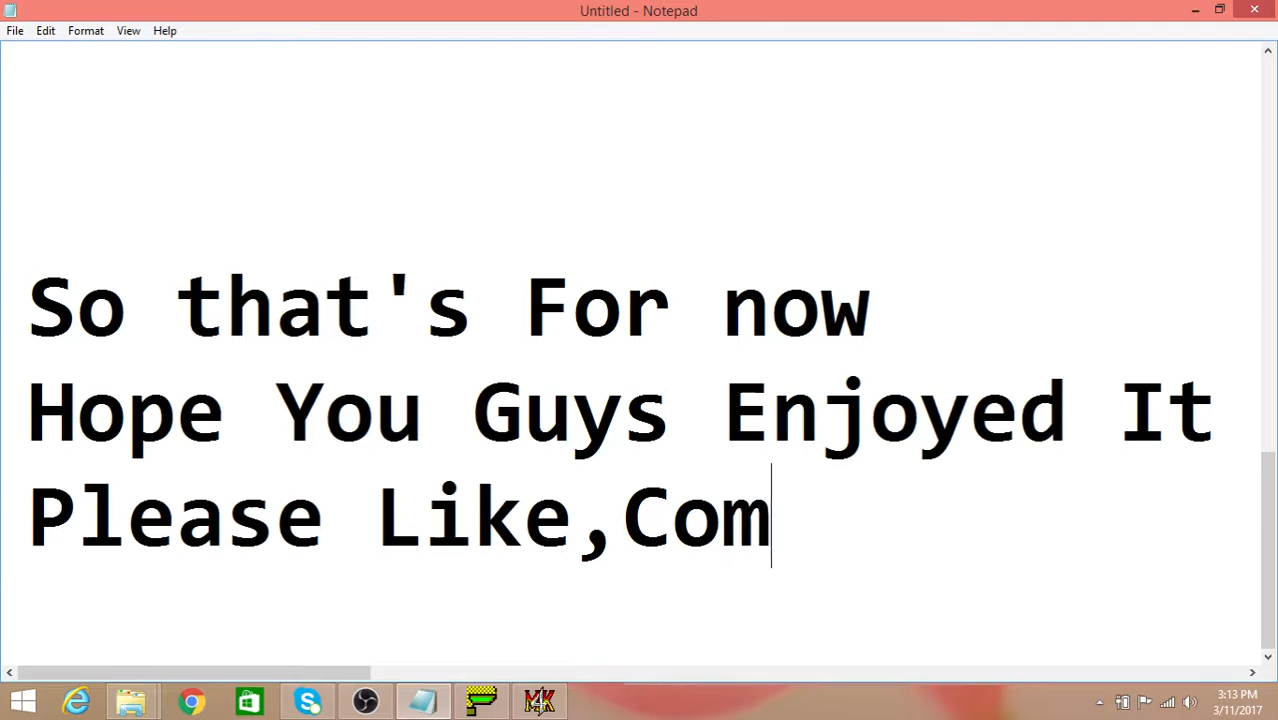 Untitled - Notepad
File Edit Format View Help
So that's For now
Hope You Guys Enjoyed It
Please Like,Com
MK
3:13 PM
3/11/2017